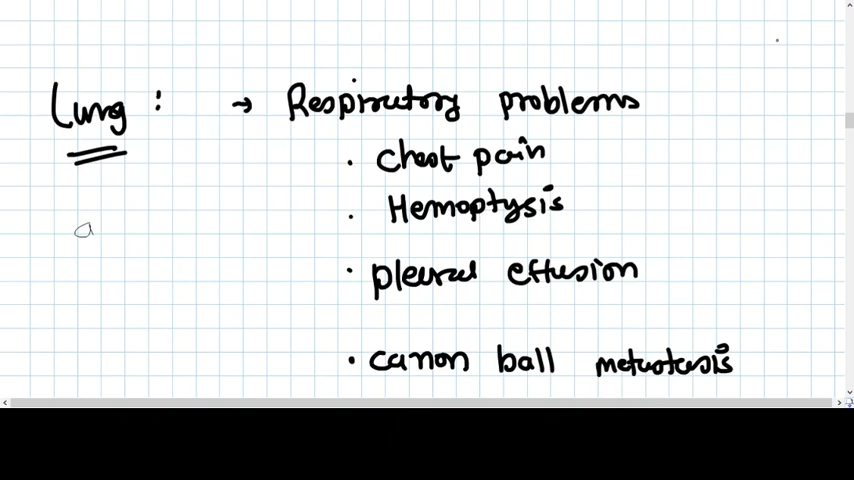 Lung : → Respiratory problems
• Chest pain
• Hemoptysis
a
• pleural effusion
• canon ball metastasis